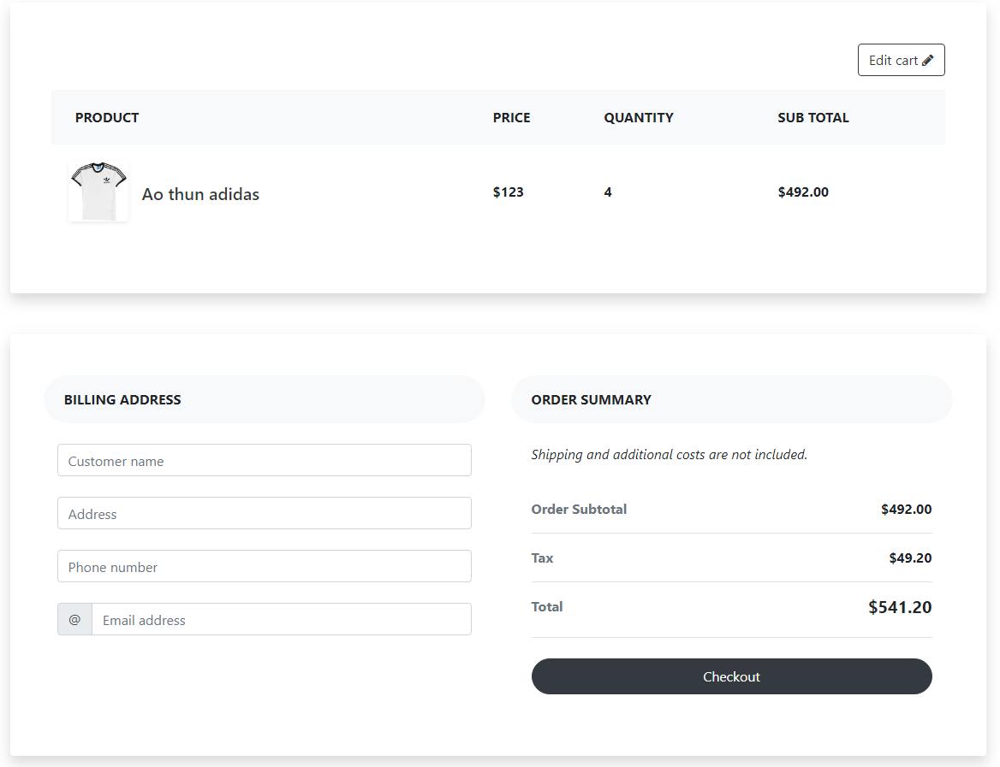 Edit cart
PRODUCT PRICE QUANTITY SUB TOTAL
Ao thun adidas $123 4 $492.00
BILLING ADDRESS
Customer name
Address
Phone number
@ Email address
ORDER SUMMARY
Shipping and additional costs are not included.
Order Subtotal $492.00
Tax $49.20
Total $541.20
Checkout